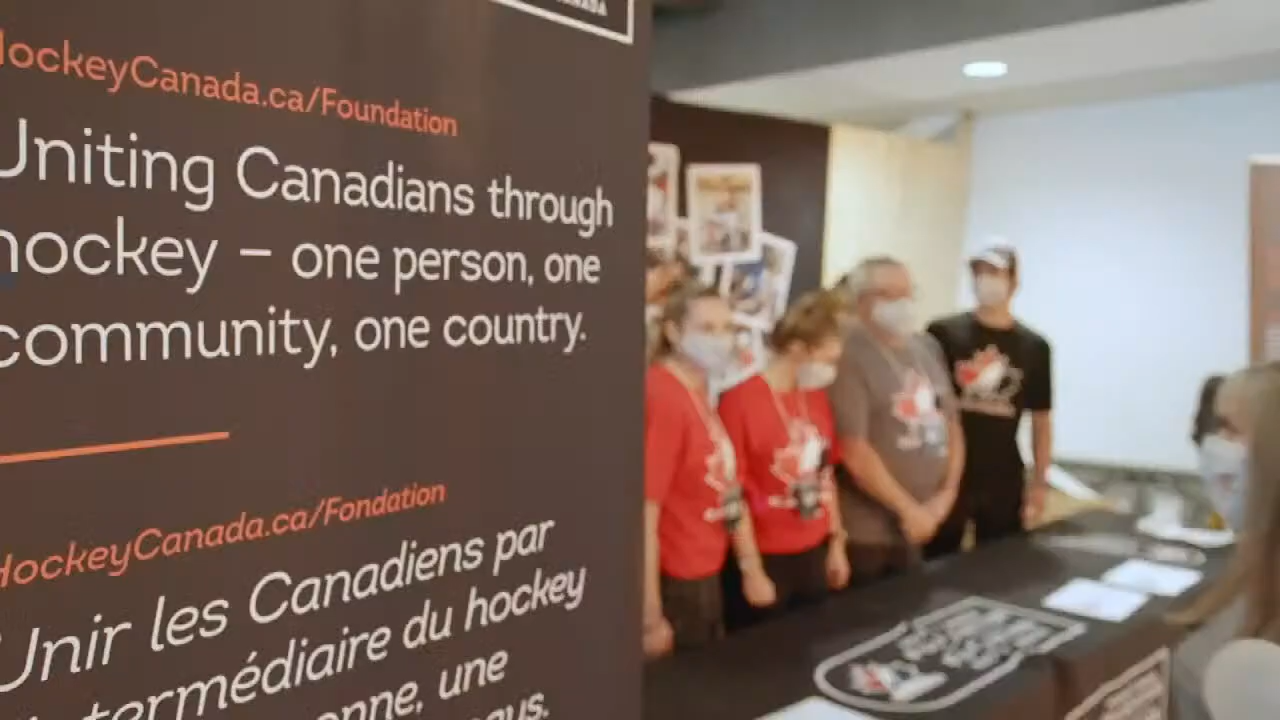 HockeyCanada.ca/Foundation
Uniting Canadians through
hockey – one person, one
community, one country.
HockeyCanada.ca/Fondation
Unir les Canadiens par
intermédiaire du hockey
une